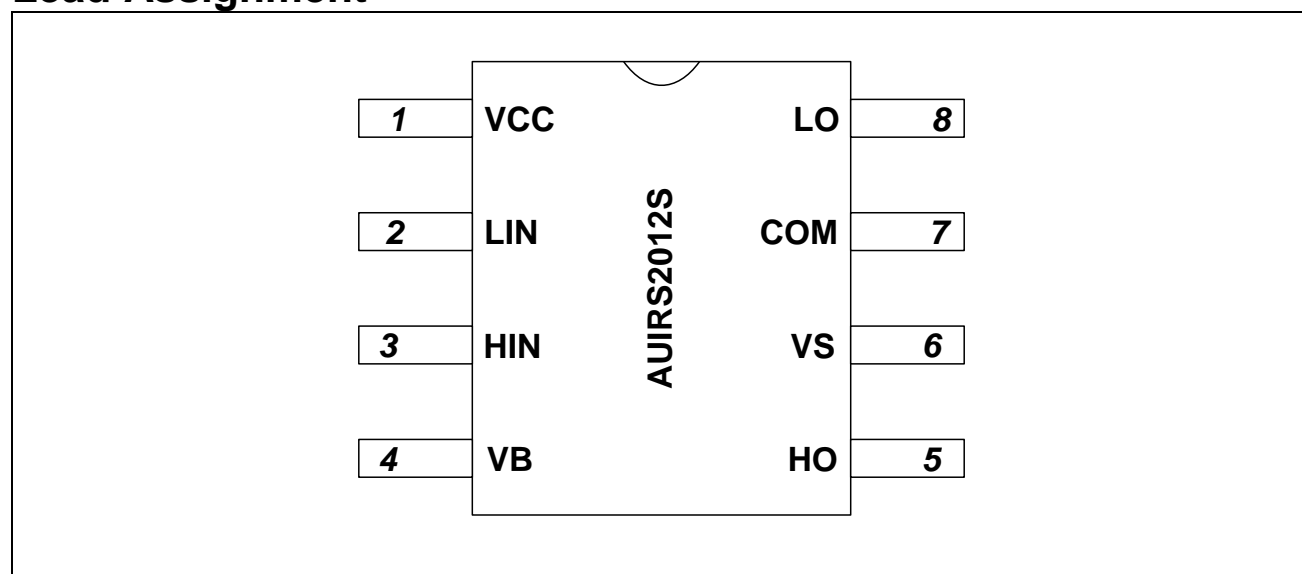 Lead Assignment
1 VCC LO 8
2 LIN COM 7
AUIRS2012S
3 HIN VS 6
4 VB HO 5